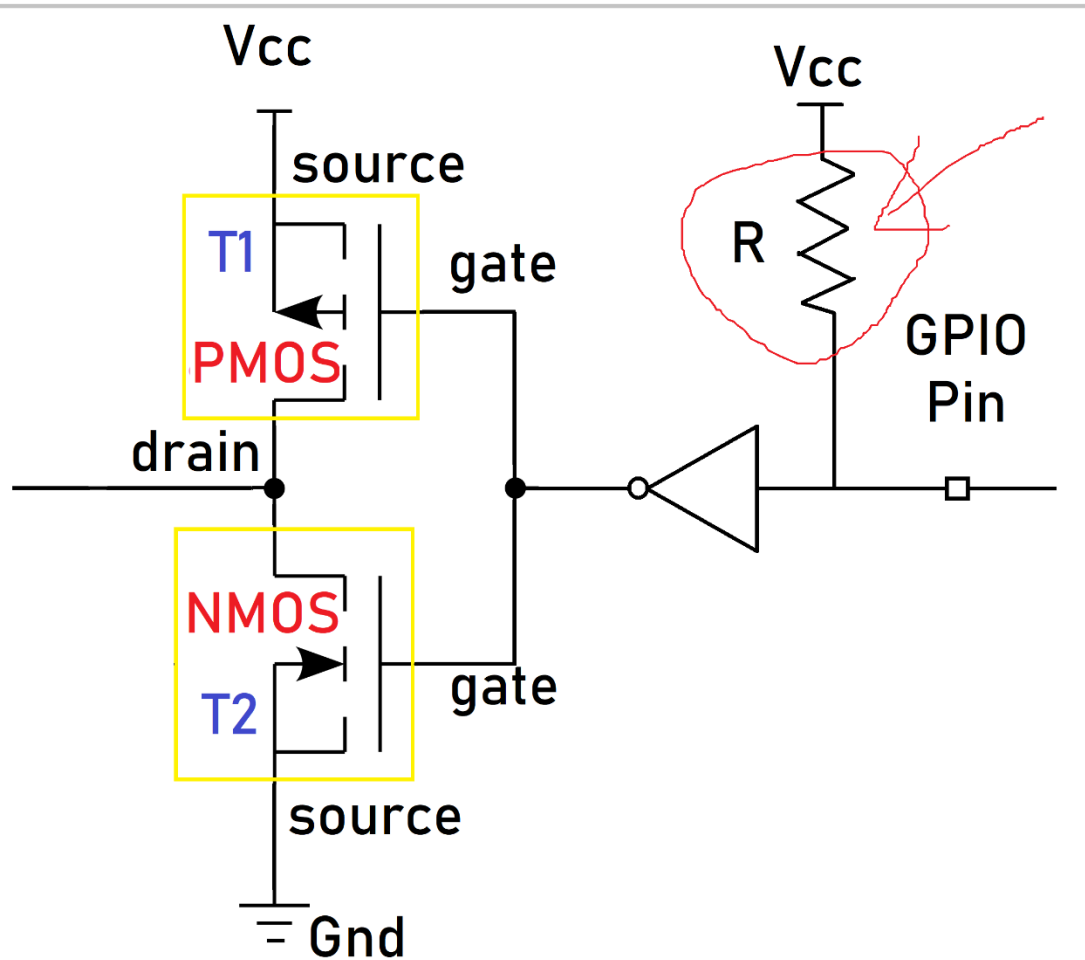 Vcc
Vcc
source
T1
gate
R
PMOS
GPIO
Pin
drain
NMOS
T2
gate
source
Gnd